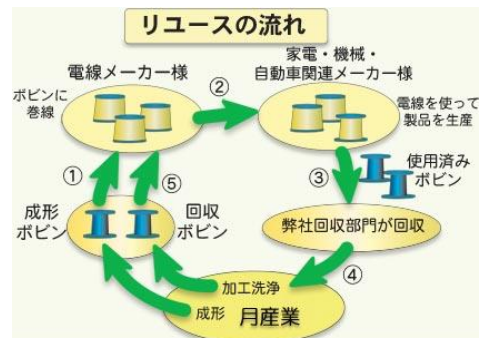 リユースの流れ
電線メーカー様
ボビンに
巻線
②
家電・機械・
自動車関連メーカー様
電線を使って
製品を生産
①
⑤
③
使用済み
ボビン
成形
ボビン
回収
ボビン
弊社回収部門が回収
④
加工洗浄
成形
月産業